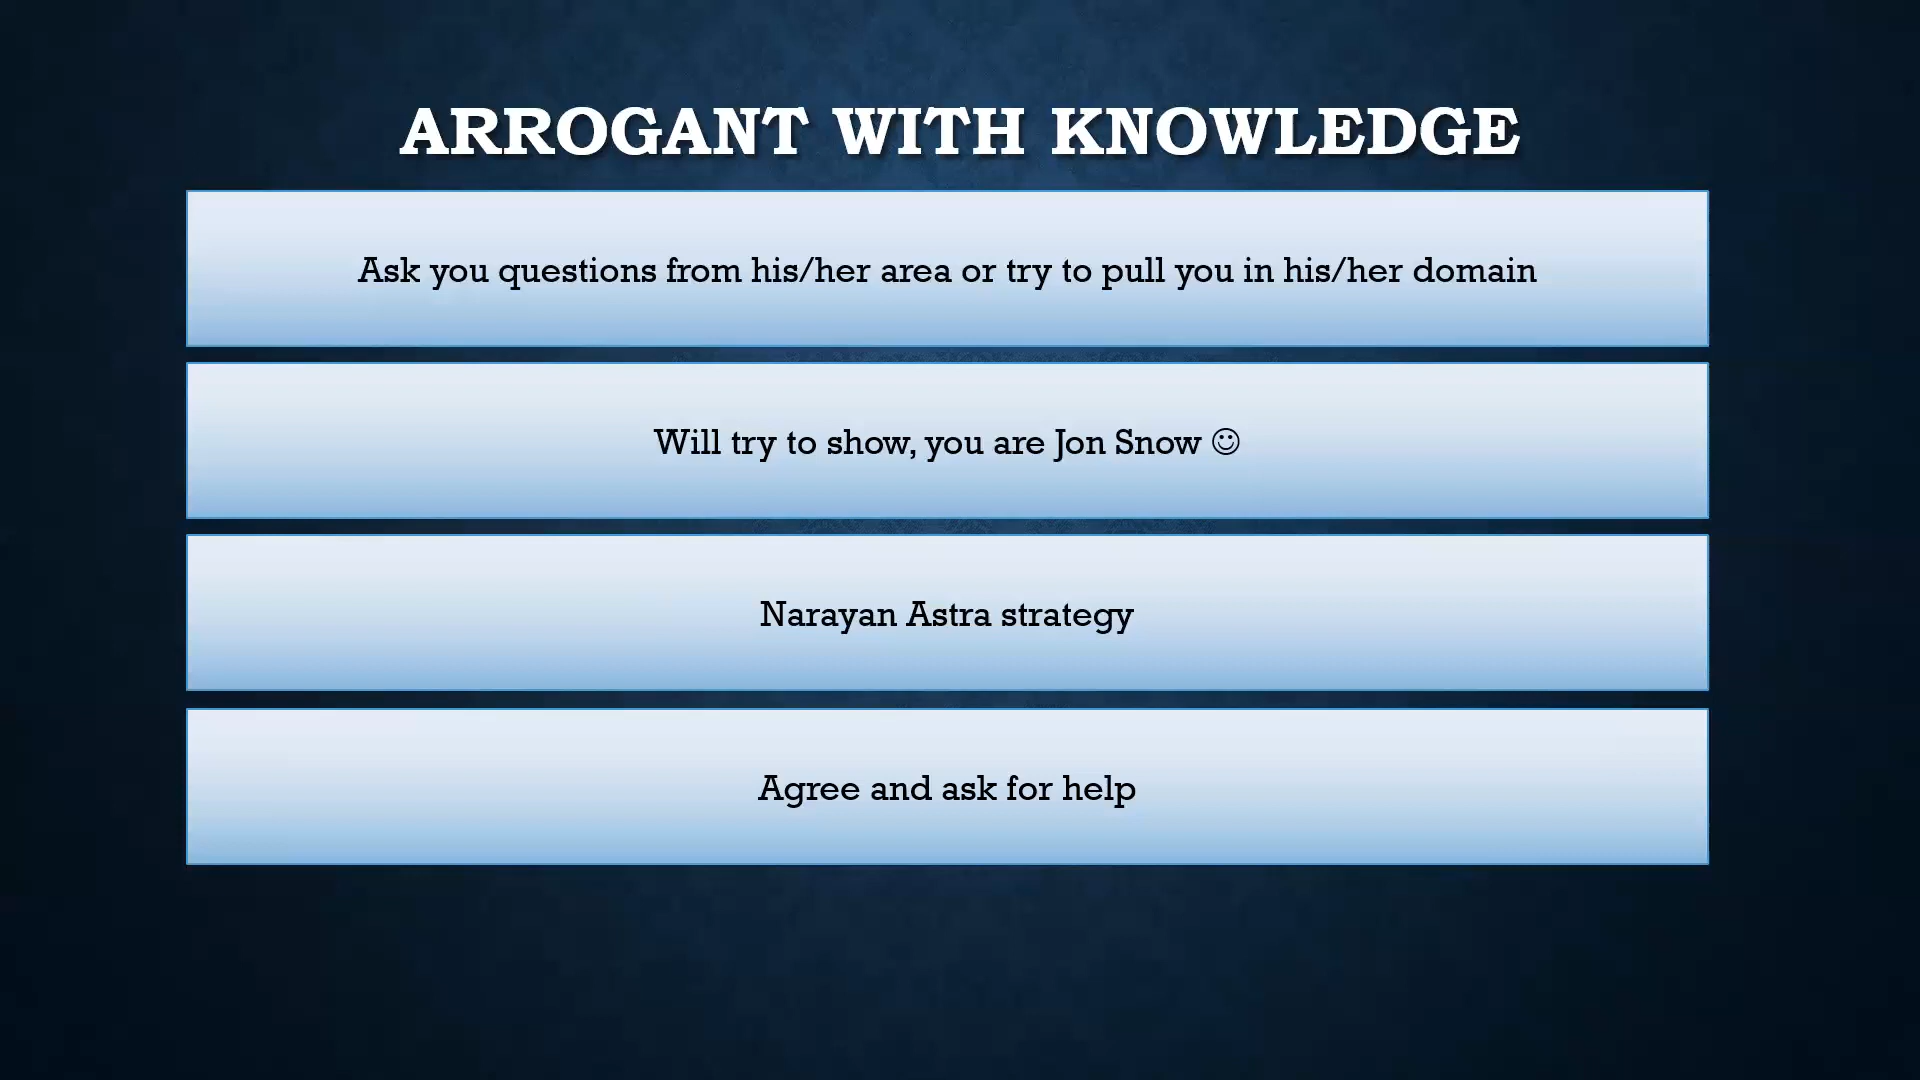 ARROGANT WITH KNOWLEDGE
Ask you questions from his/her area or try to pull you in his/her domain
Will try to show, you are Jon Snow ☺
Narayan Astra strategy
Agree and ask for help